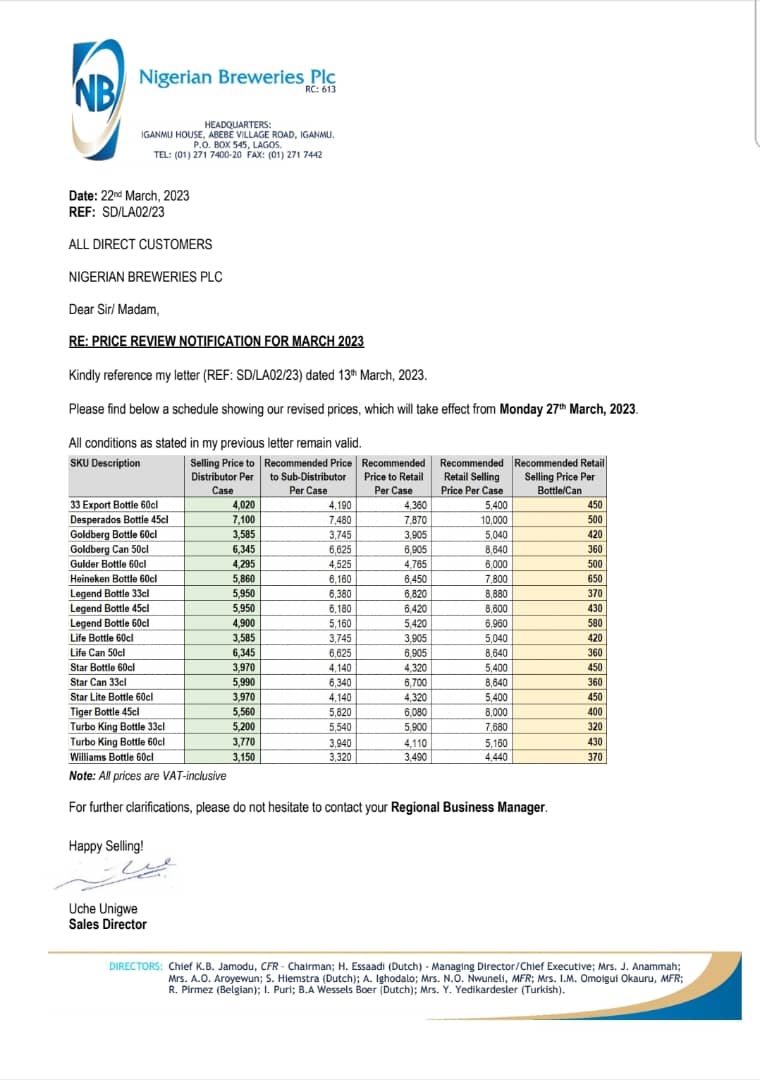 NB
Nigerian Breweries Plc
RC: 613
HEADQUARTERS:
IGANMU HOUSE, ABEBE VILLAGE ROAD, IGANMU.
P.O. BOX 545, LAGOS.
TEL: (01) 271 7400-20 FAX: (01) 271 7442
Date: 22nd March, 2023
REF: SD/LA02/23
ALL DIRECT CUSTOMERS
NIGERIAN BREWERIES PLC
Dear Sir/ Madam,
RE: PRICE REVIEW NOTIFICATION FOR MARCH 2023
Kindly reference my letter (REF: SD/LA02/23) dated 13th March, 2023.
Please find below a schedule showing our revised prices, which will take effect from Monday 27th March, 2023.
All conditions as stated in my previous letter remain valid.
SKU Description Selling Price to Recommended Price Recommended Recommended Recommended Retail
Distributor Per to Sub-Distributor Price to Retail Retail Selling Selling Price Per
Case Per Case Per Case Price Per Case Bottle/Can
33 Export Bottle 60cl 4,020 4,190 4,360 5,400 450
Desperados Bottle 45cl 7,100 7,480 7,870 10,000 500
Goldberg Bottle 60cl 3,585 3,745 3,905 5,040 420
Goldberg Can 50cl 6,345 6,625 6,905 8,640 360
Gulder Bottle 60cl 4,295 4,525 4,765 6,000 500
Heineken Bottle 60cl 5,860 6,160 6,450 7,800 650
Legend Bottle 33cl 5,950 6,380 6,820 8,880 370
Legend Bottle 45cl 5,950 6,180 6,420 8,600 430
Legend Bottle 60cl 4,900 5,160 5,420 6,960 580
Life Bottle 60cl 3,585 3,745 3,905 5,040 420
Life Can 50cl 6,345 6,625 6,905 8,640 360
Star Bottle 60cl 3,970 4,140 4,320 5,400 450
Star Can 33cl 5,990 6,340 6,700 8,640 360
Star Lite Bottle 60cl 3,970 4,140 4,320 5,400 450
Tiger Bottle 45cl 5,560 5,820 6,080 8,000 400
Turbo King Bottle 33cl 5,200 5,540 5,900 7,680 320
Turbo King Bottle 60cl 3,770 3,940 4,110 5,160 430
Williams Bottle 60cl 3,150 3,320 3,490 4,440 370
Note: All prices are VAT-inclusive
For further clarifications, please do not hesitate to contact your Regional Business Manager.
Happy Selling!
Uche Unigwe
Sales Director
DIRECTORS: Chief K.B. Jamodu, CFR - Chairman; H. Essaadi (Dutch) - Managing Director/Chief Executive; Mrs. J. Anammah;
Mrs. A.O. Aroyewun; S. Hiemstra (Dutch); A. Ighodalo; Mrs. N.O. Nwuneli, MFR; Mrs. I.M. Omoigui Okauru, MFR;
R. Pirmez (Belgian); I. Puri; B.A Wessels Boer (Dutch); Mrs. Y. Yedikardesler (Turkish).